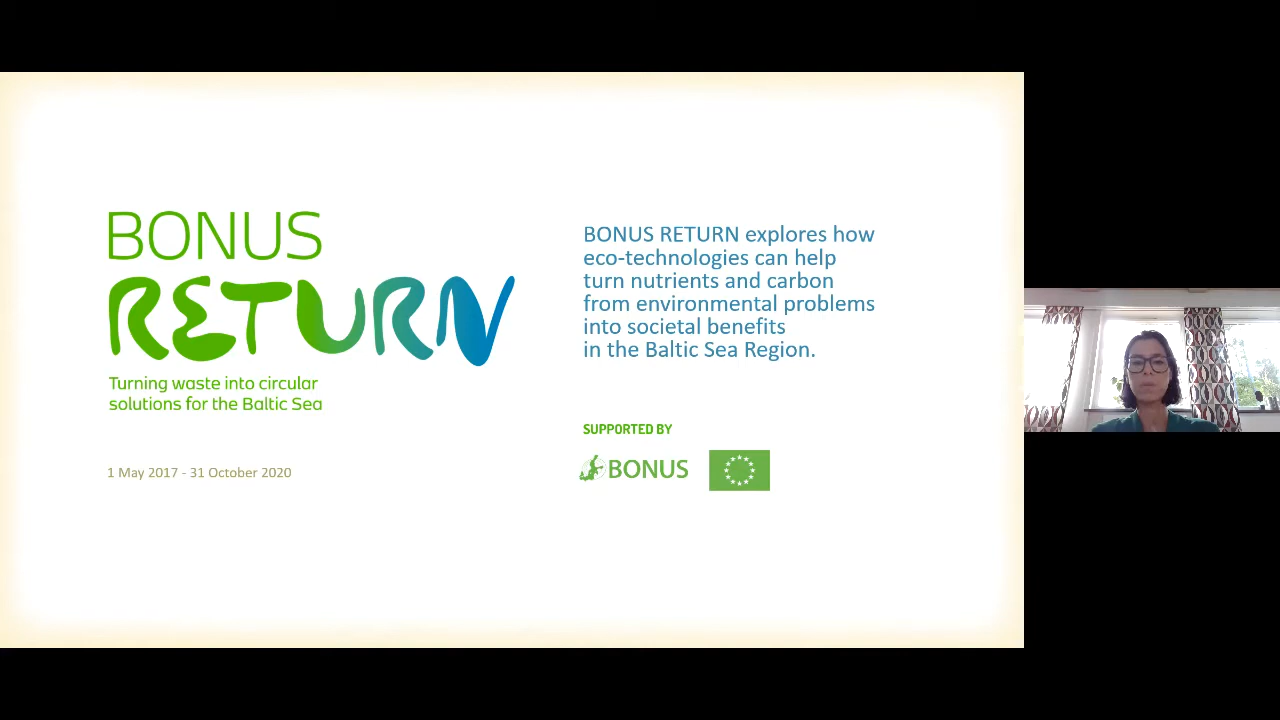 BONUS
RETURN
Turning waste into circular
solutions for the Baltic Sea
1 May 2017 - 31 October 2020
BONUS RETURN explores how
eco-technologies can help
turn nutrients and carbon
from environmental problems
into societal benefits
in the Baltic Sea Region.
SUPPORTED BY
BONUS